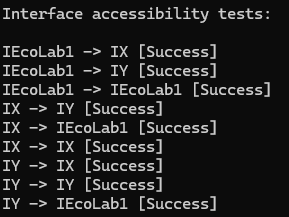 Interface accessibility tests:
IEcoLab1 -> IX [Success]
IEcoLab1 -> IY [Success]
IEcoLab1 -> IEcoLab1 [Success]
IX -> IY [Success]
IX -> IEcoLab1 [Success]
IX -> IX [Success]
IY -> IX [Success]
IY -> IY [Success]
IY -> IEcoLab1 [Success]